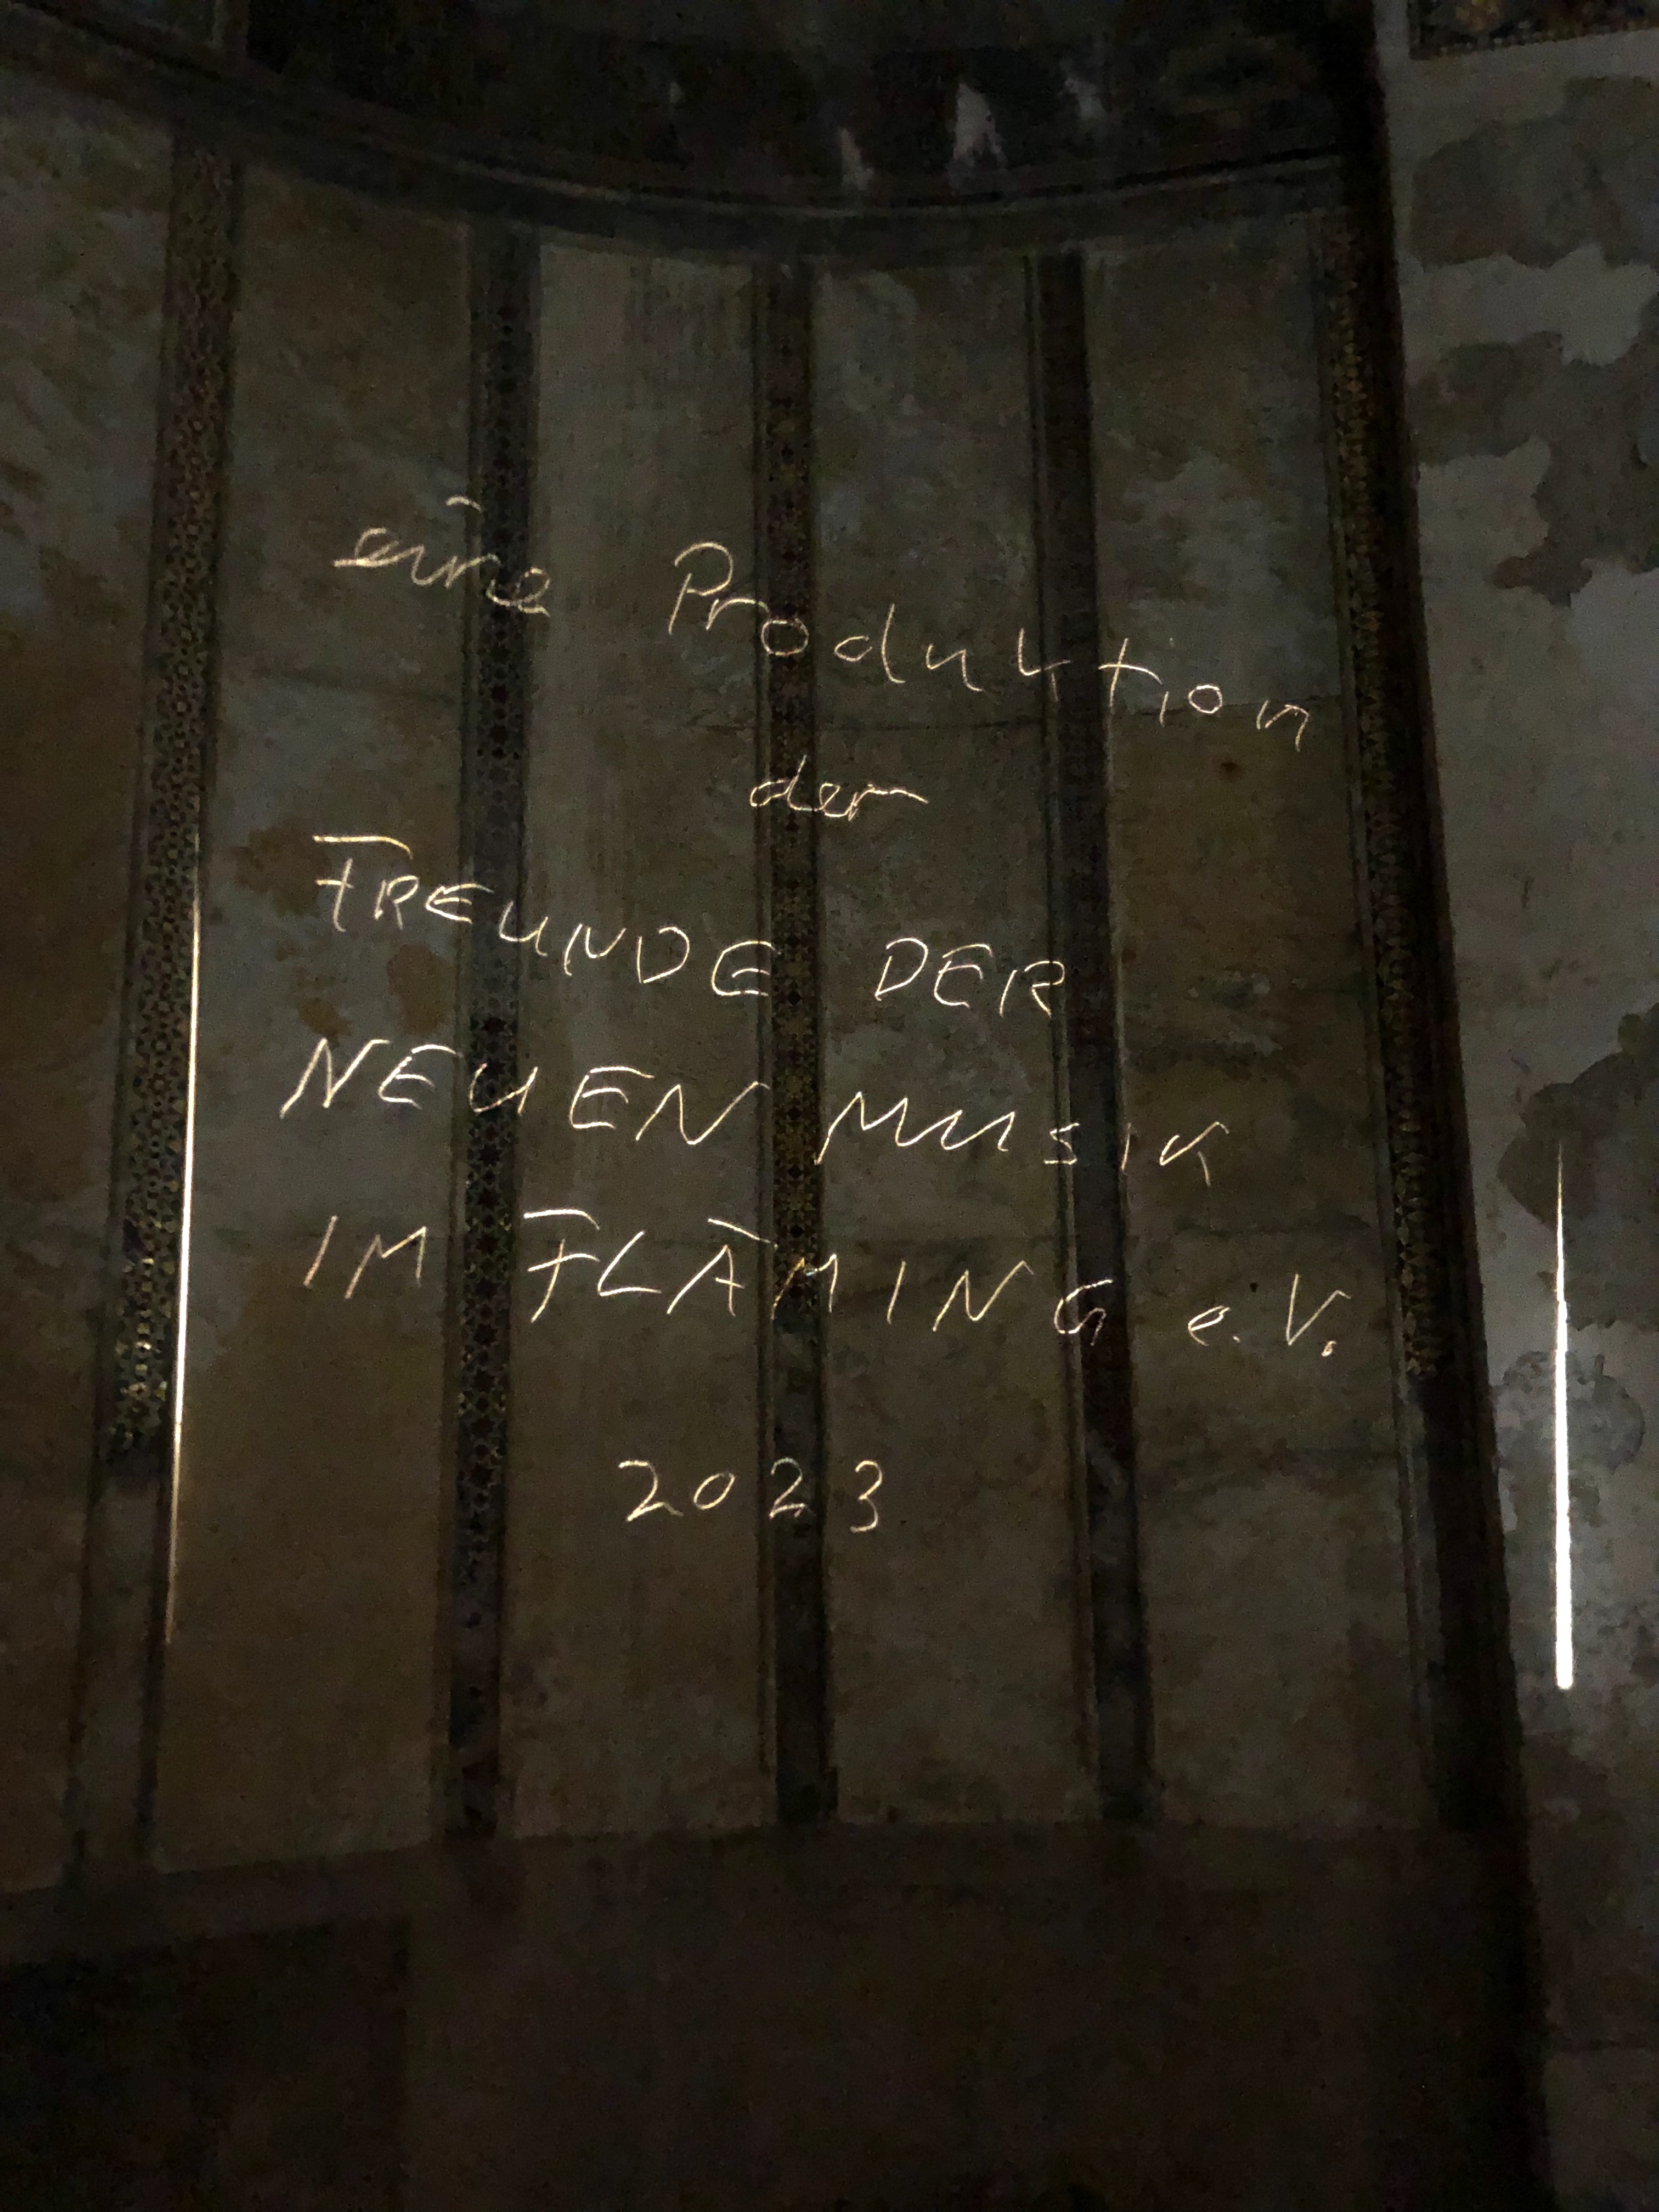 eine Produktion
der
FREUNDE DER
NEUEN MUSIK
IM FLÄMING e.V.
2023